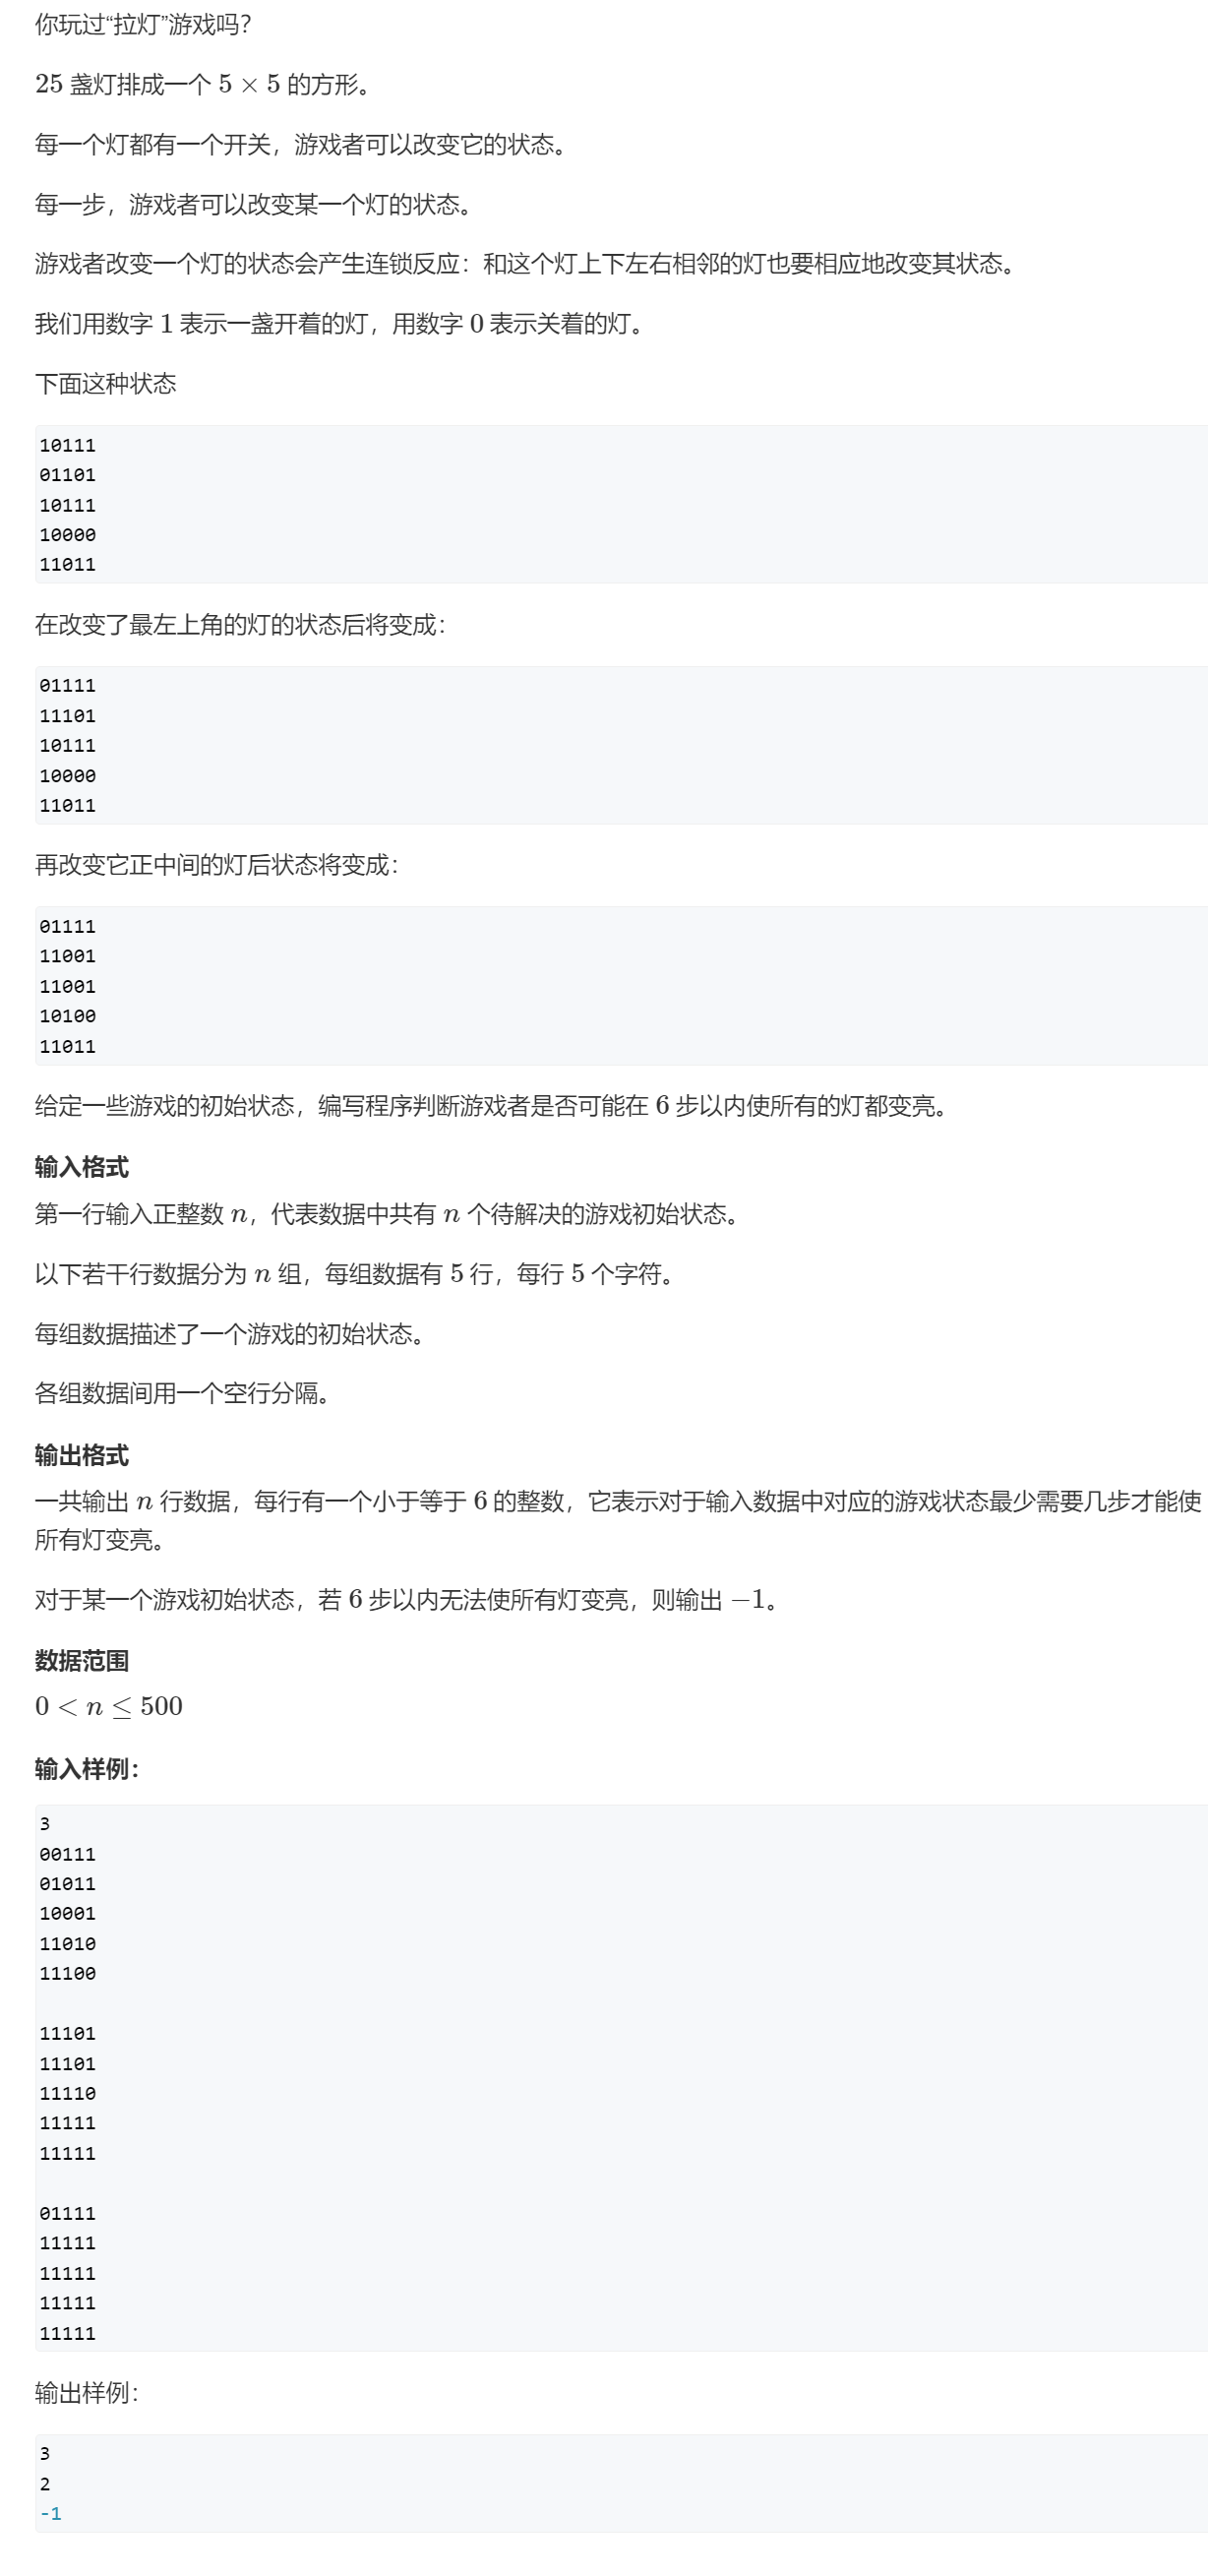 你玩过“拉灯”游戏吗？
25 盏灯排成一个 5 × 5 的方形。
每一个灯都有一个开关，游戏者可以改变它的状态。
每一步，游戏者可以改变某一个灯的状态。
游戏者改变一个灯的状态会产生连锁反应：和这个灯上下左右相邻的灯也要相应地改变其状态。
我们用数字 1 表示一盏开着的灯，用数字 0 表示关着的灯。
下面这种状态
10111
01101
10111
10000
11011
在改变了最左上角的灯的状态后将变成：
01111
11101
10111
10000
11011
再改变它正中间的灯后状态将变成：
01111
11001
11001
10100
11011
给定一些游戏的初始状态，编写程序判断游戏者是否可能在 6 步以内使所有的灯都变亮。
输入格式
第一行输入正整数 n，代表数据中共有 n 个待解决的游戏初始状态。
以下若干行数据分为 n 组，每组数据有 5 行，每行 5 个字符。
每组数据描述了一个游戏的初始状态。
各组数据间用一个空行分隔。
输出格式
一共输出 n 行数据，每行有一个小于等于 6 的整数，它表示对于输入数据中对应的游戏状态最少需要几步才能使
所有灯变亮。
对于某一个游戏初始状态，若 6 步以内无法使所有灯变亮，则输出 −1。
数据范围
0 < n ≤ 500
输入样例：
3
00111
01011
10001
11010
11100
11101
11101
11110
11111
11111
01111
11111
11111
11111
11111
输出样例：
3
2
-1